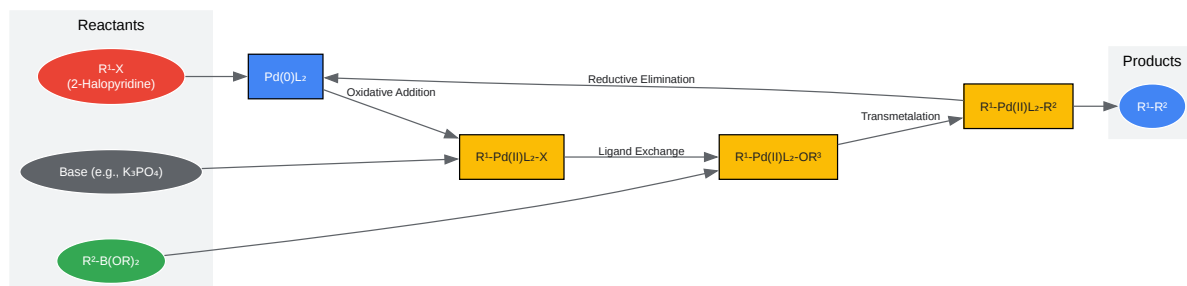 Reactants
R¹-X
(2-Halopyridine)
Base (e.g., K₃PO₄)
R²-B(OR)₂
Pd(0)L₂
Oxidative Addition
R¹-Pd(II)L₂-X
Ligand Exchange
R¹-Pd(II)L₂-OR³
Transmetalation
R¹-Pd(II)L₂-R²
Reductive Elimination
Products
R¹-R²